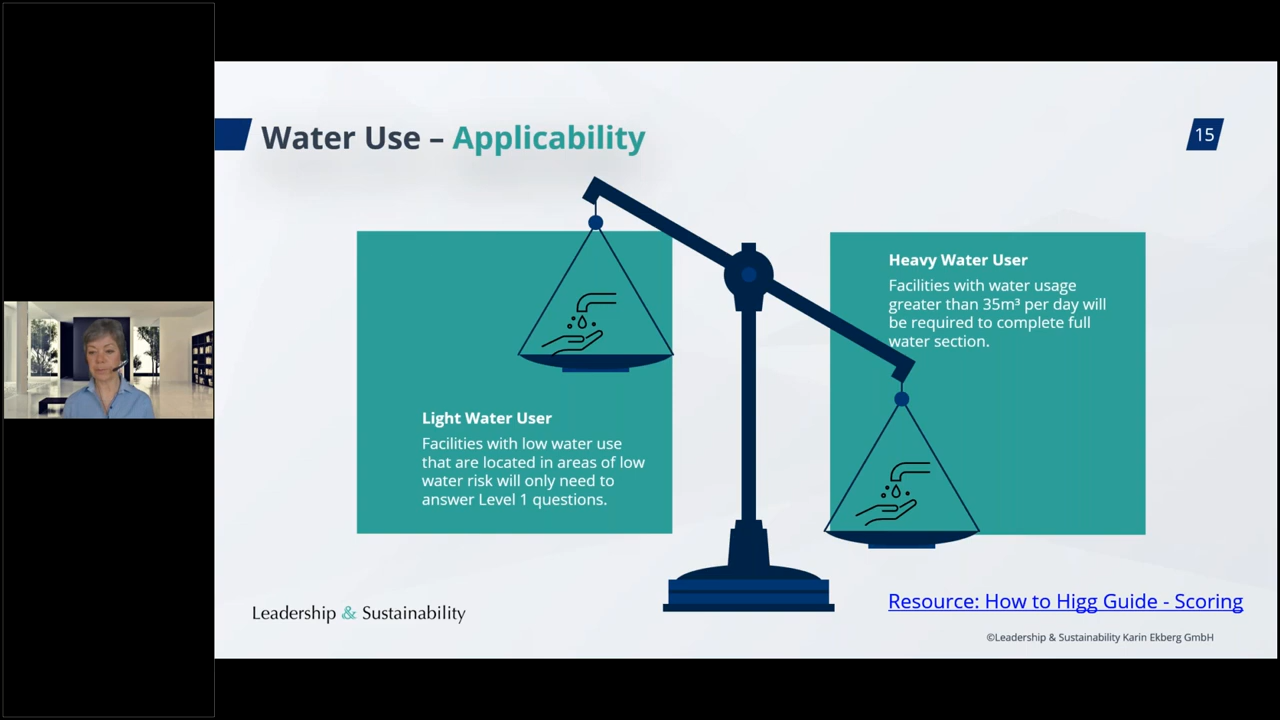 Water Use – Applicability
15
Heavy Water User
Facilities with water usage
greater than 35m³ per day will
be required to complete full
water section.
Light Water User
Facilities with low water use
that are located in areas of low
water risk will only need to
answer Level 1 questions.
Resource: How to Higg Guide - Scoring
Leadership & Sustainability
©Leadership & Sustainability Karin Ekberg GmbH